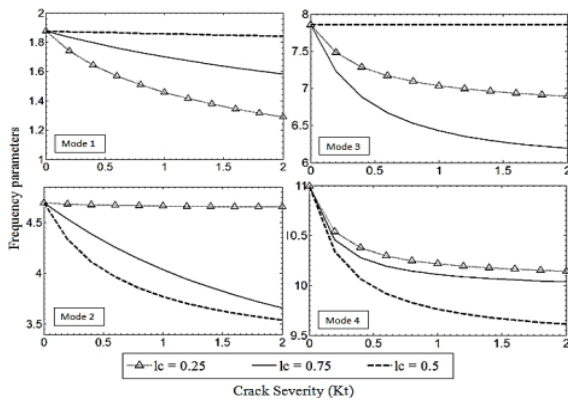 Frequency parameters
2
1.8
1.6
1.4
1.2
1
Mode 1
0 0.5 1 1.5 2
9
8
7
6
Mode 3
0 0.5 1 1.5 2
4.5
4
3.5
Mode 2
0 0.5 1 1.5 2
11
10.5
10
9.5
Mode 4
0 0.5 1 1.5 2
lc = 0.25 lc = 0.75 lc = 0.5
Crack Severity (Kt)